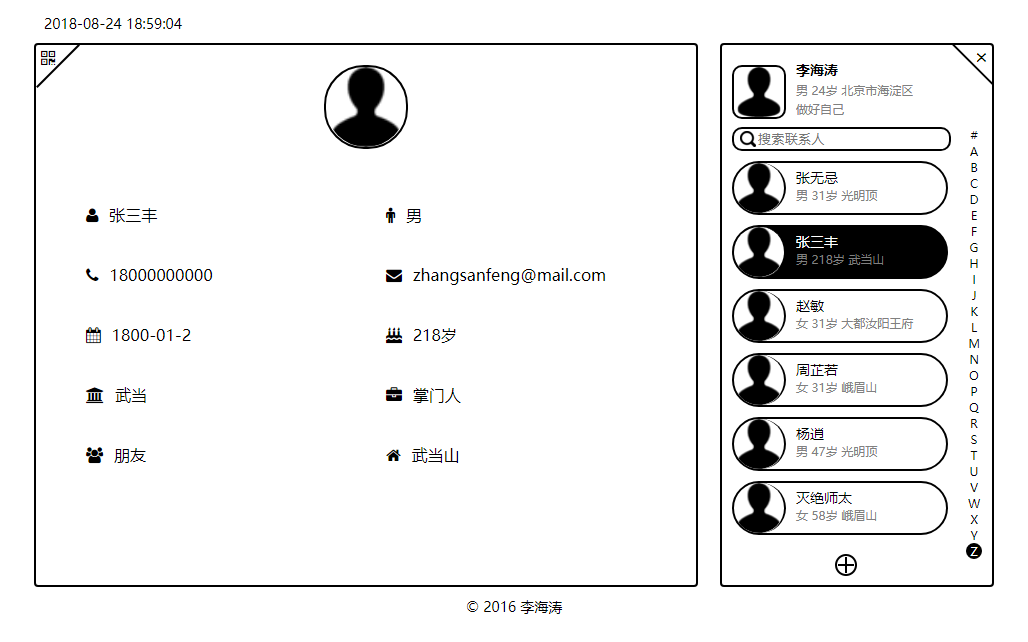 2018-08-24 18:59:04
张三丰
男
18000000000
zhangsanfeng@mail.com
1800-01-2
218岁
武当
掌门人
朋友
武当山
李海涛
男 24岁 北京市海淀区
做好自己
搜索联系人
张无忌
男 31岁 光明顶
张三丰
男 218岁 武当山
赵敏
女 31岁 大都汝阳王府
周芷若
女 31岁 峨眉山
杨逍
男 47岁 光明顶
灭绝师太
女 58岁 峨眉山
#
A
B
C
D
E
F
G
H
I
J
K
L
M
N
O
P
Q
R
S
T
U
V
W
X
Y
Z
© 2016 李海涛